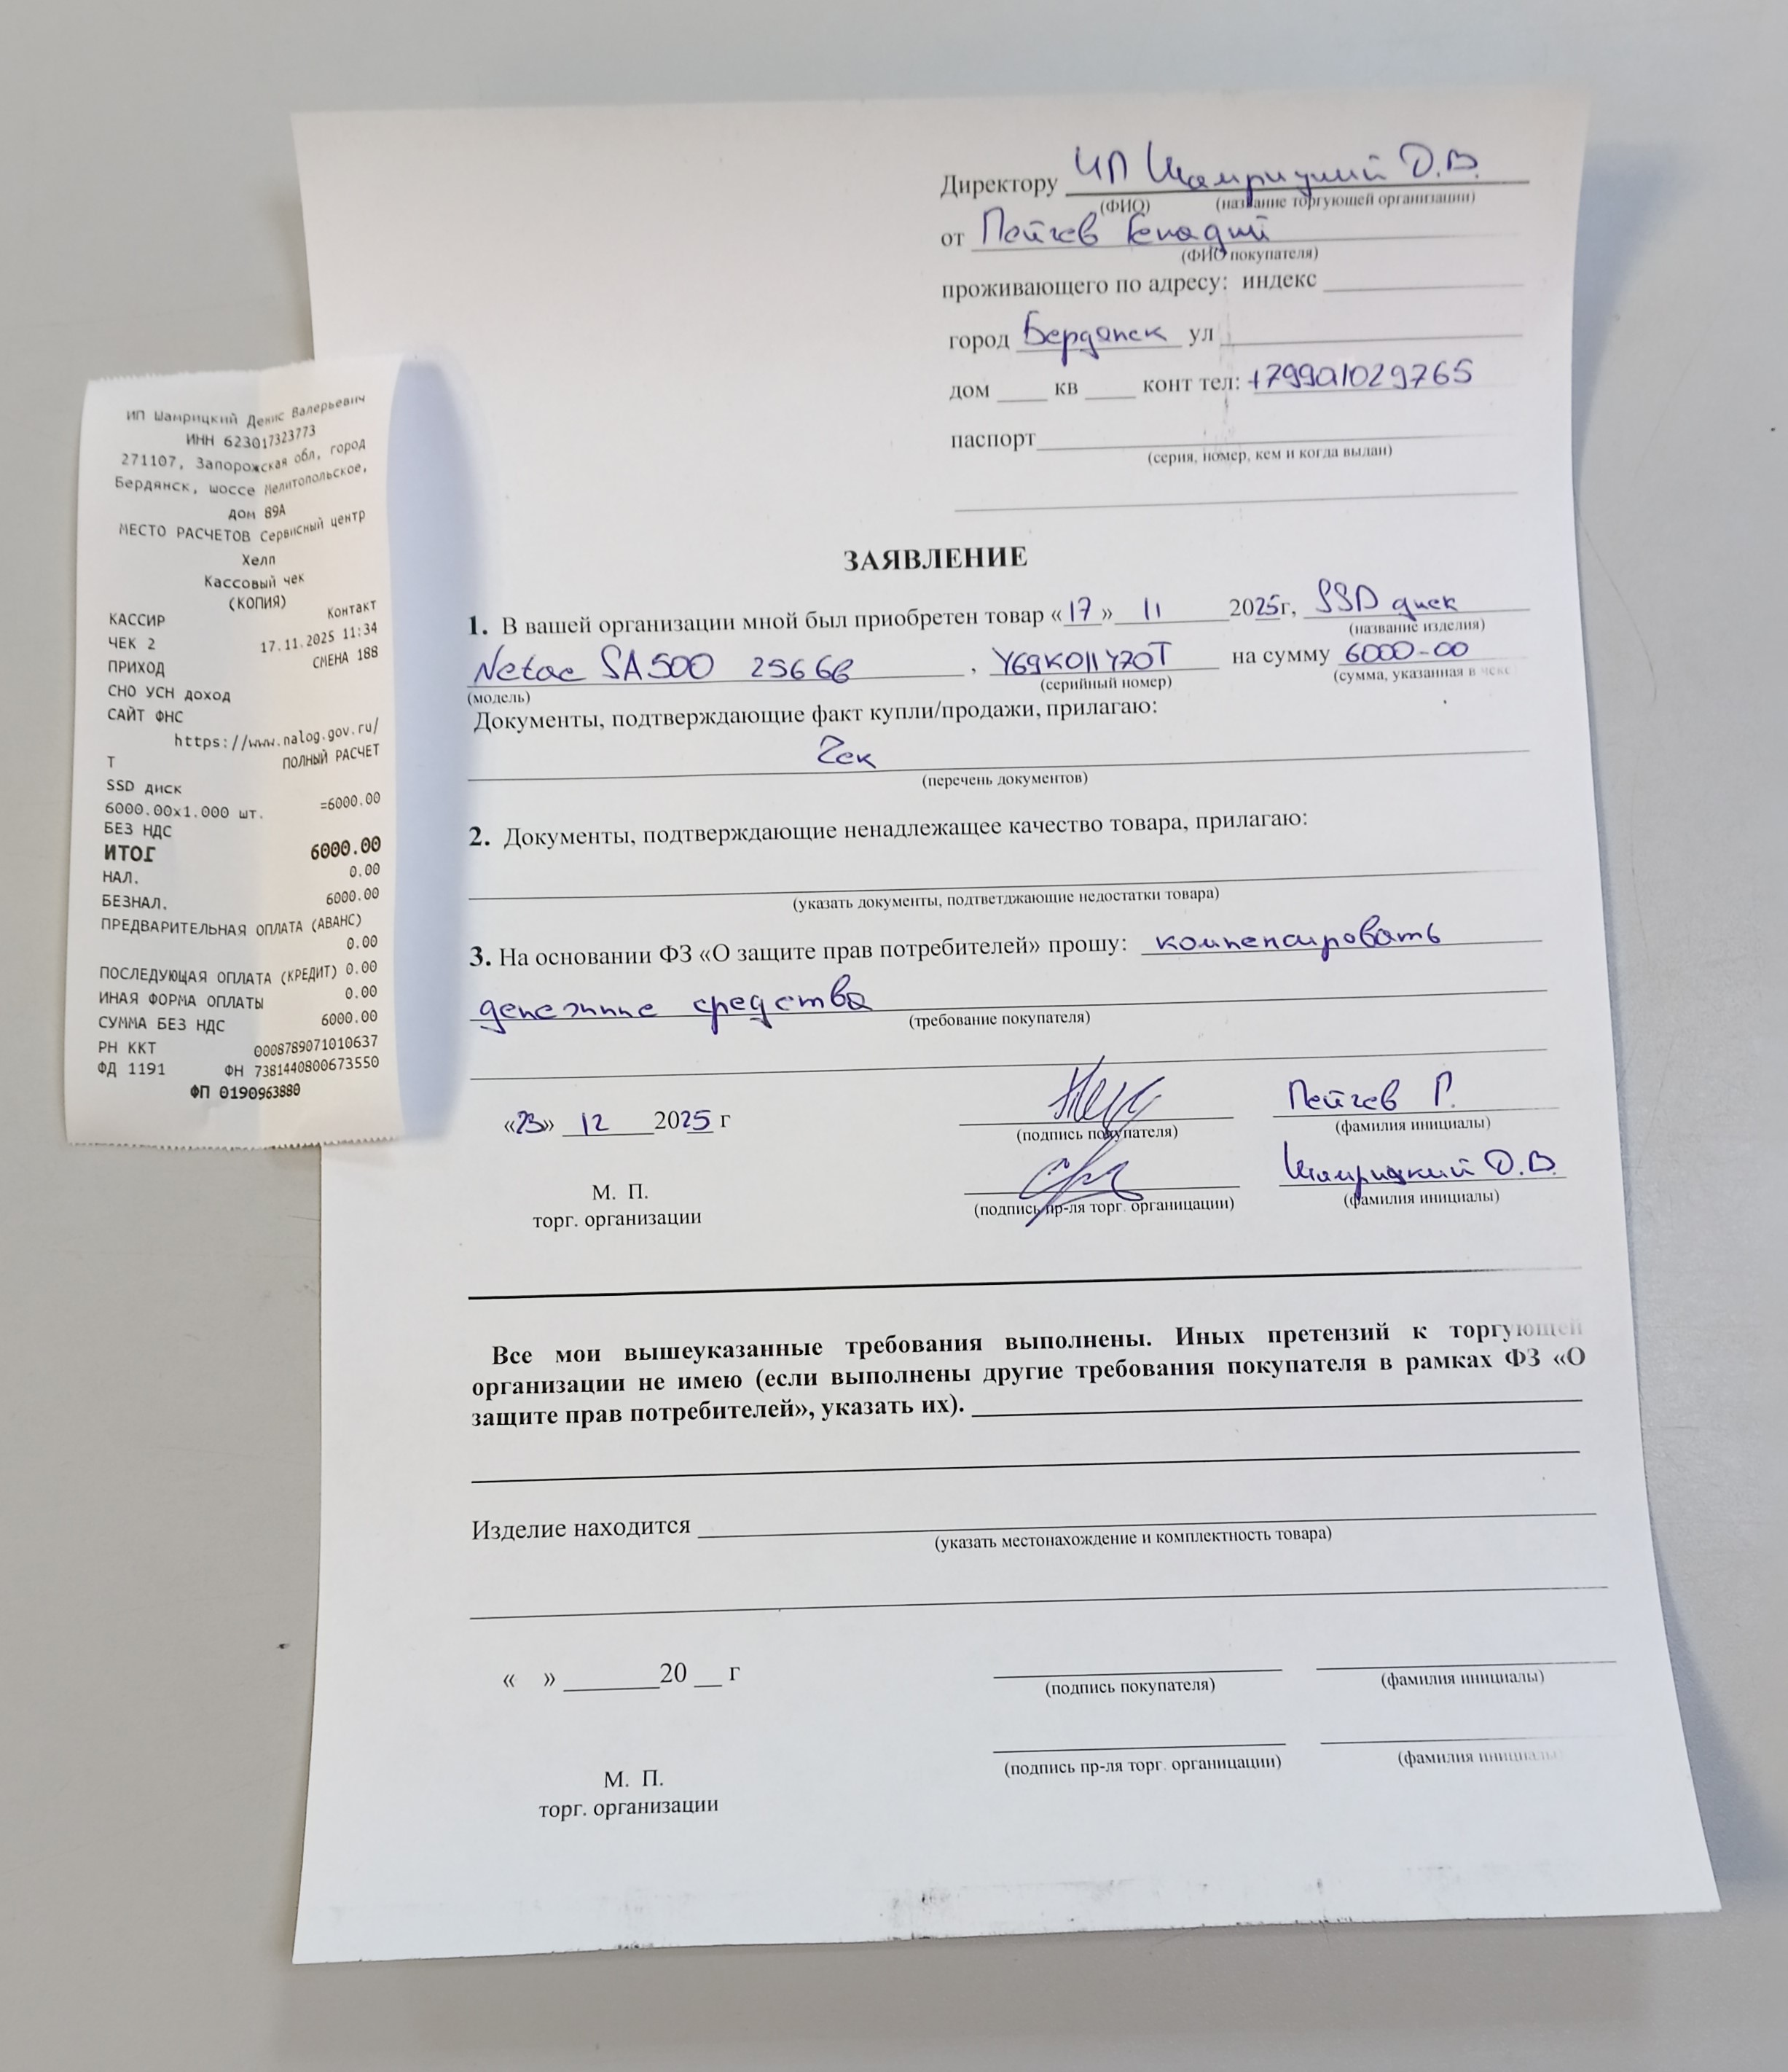 ИП Шамрицкий Денис Валерьевич
ИНН 623017323773
271107, Запорожская обл, город
Бердянск, шоссе Мелитопольское,
дом 89А
МЕСТО РАСЧЕТОВ Сервисный центр
Хелп
Кассовый чек
(КОПИЯ)
КАССИР Контакт
ЧЕК 2 17.11.2025 11:34
ПРИХОД СМЕНА 188
СНО УСН доход
САЙТ ФНС
https://www.nalog.gov.ru/
Т ПОЛНЫЙ РАСЧЕТ
SSD диск
6000.00х1.000 шт. =6000.00
БЕЗ НДС
ИТОГ 6000.00
НАЛ. 0.00
БЕЗНАЛ. 6000.00
ПРЕДВАРИТЕЛЬНАЯ ОПЛАТА (АВАНС)
0.00
ПОСЛЕДУЮЩАЯ ОПЛАТА (КРЕДИТ) 0.00
ИНАЯ ФОРМА ОПЛАТЫ 0.00
СУММА БЕЗ НДС 6000.00
РН ККТ 0008789071010637
ФД 1191 ФН 7381440800673550
ФП 0190963880
Директору ИП Шамрицкий Д.В.
(ФИО) (название торгующей организации)
от Пейчев Генадий
(ФИО покупателя)
проживающего по адресу: индекс
город Бердянск ул
дом кв конт тел: +79901029765
паспорт
(серия, номер, кем и когда выдан)
ЗАЯВЛЕНИЕ
1. В вашей организации мной был приобретен товар «17» 11 2025г, SSD диск
(название изделия)
Netac SA500 256GB , Y69K011Y70T на сумму 6000-00
(модель) (серийный номер) (сумма, указанная в чеке
Документы, подтверждающие факт купли/продажи, прилагаю:
Чек
(перечень документов)
2. Документы, подтверждающие ненадлежащее качество товара, прилагаю:
(указать документы, подтветджающие недостатки товара)
3. На основании ФЗ «О защите прав потребителей» прошу: компенсировать
денежные средства
(требование покупателя)
«23» 12 2025 г Пейчев Г.
(подпись покупателя) (фамилия инициалы)
Шамрицкий Д.В.
М. П. (подпись пр-ля торг. органицации) (фамилия инициалы)
торг. организации
Все мои вышеуказанные требования выполнены. Иных претензий к торгующей
организации не имею (если выполнены другие требования покупателя в рамках ФЗ «О
защите прав потребителей», указать их).
Изделие находится
(указать местонахождение и комплектность товара)
« » 20 г
(подпись покупателя) (фамилия инициалы)
(подпись пр-ля торг. органицации) (фамилия инициалы
М. П.
торг. организации